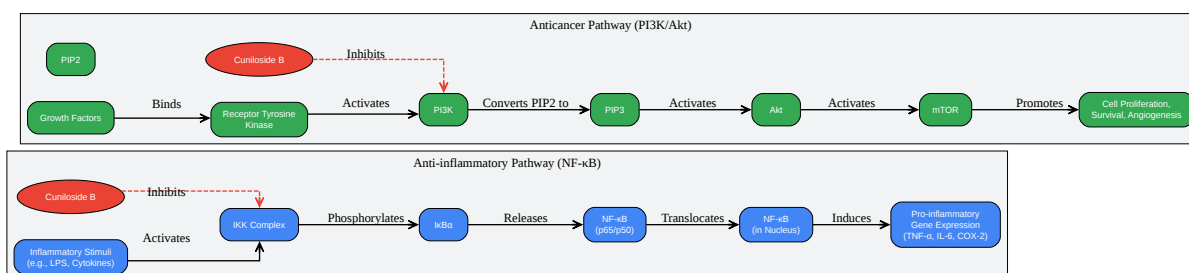 Anticancer Pathway (PI3K/Akt)
PIP2
Cuniloside B
Inhibits
Growth Factors
Binds
Receptor Tyrosine
Kinase
Activates
PI3K
Converts PIP2 to
PIP3
Activates
Akt
Activates
mTOR
Promotes
Cell Proliferation,
Survival, Angiogenesis
Anti-inflammatory Pathway (NF-κB)
Cuniloside B
Inhibits
Inflammatory Stimuli
(e.g., LPS, Cytokines)
Activates
IKK Complex
Phosphorylates
IκBα
Releases
NF-κB
(p65/p50)
Translocates
NF-κB
(in Nucleus)
Induces
Pro-inflammatory
Gene Expression
(TNF-α, IL-6, COX-2)